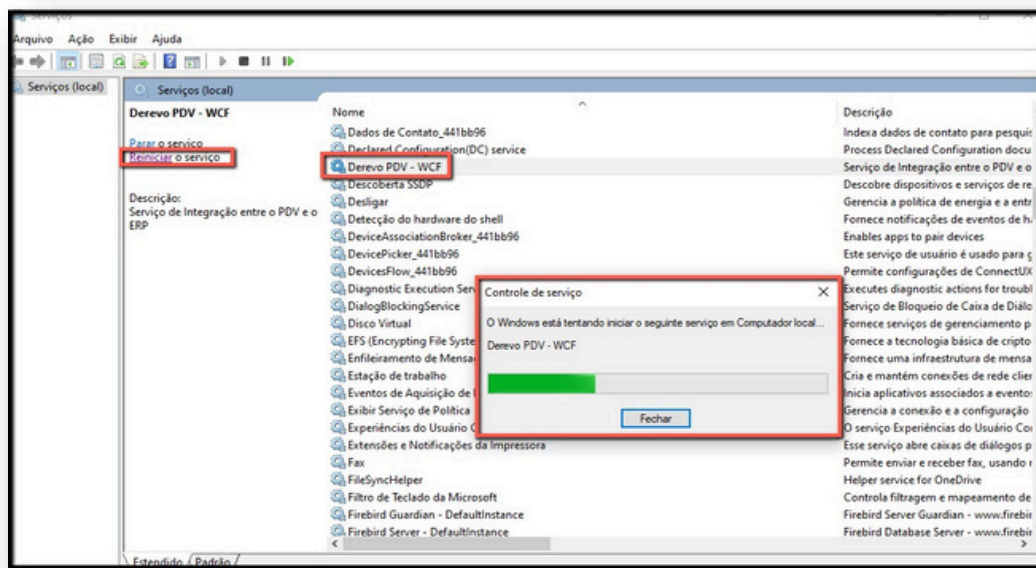 Serviços
Arquivo Ação Exibir Ajuda
Serviços (local)
Serviços (local)
Derevo PDV - WCF
Parar o serviço
Reiniciar o serviço
Descrição:
Serviço de Integração entre o PDV e o
ERP
Nome Descrição
Dados de Contato_441bb96 Indexa dados de contato para pesquis
Declared Configuration(DC) service Process Declared Configuration docu
Derevo PDV - WCF Serviço de Integração entre o PDV e o
Descoberta SSDP Descobre dispositivos e serviços de re
Desligar Gerencia a política de energia e a entr
Detecção do hardware do shell Fornece notificações de eventos de h
DeviceAssociationBroker_441bb96 Enables apps to pair devices
DevicePicker_441bb96 Este serviço de usuário é usado para g
DevicesFlow_441bb96 Permite configurações de ConnectUX
Diagnostic Execution Ser Executes diagnostic actions for troubl
DialogBlockingService Serviço de Bloqueio de Caixa de Diálo
Disco Virtual Fornece serviços de gerenciamento p
EFS (Encrypting File Syste Fornece a tecnologia básica de cripto
Enfileiramento de Mensa Fornece uma infraestrutura de mensa
Estação de trabalho Cria e mantém conexões de rede clien
Eventos de Aquisição de Inicia aplicativos associados a evento
Exibir Serviço de Política Gerencia a conexão e a configuração
Experiências do Usuário C O serviço Experiências do Usuário Co
Extensões e Notificações da Impressora Esse serviço abre caixas de diálogos p
Fax Permite enviar e receber fax, usando r
FileSyncHelper Helper service for OneDrive
Filtro de Teclado da Microsoft Controla filtragem e mapeamento de
Firebird Guardian - DefaultInstance Firebird Server Guardian - www.firebir
Firebird Server - DefaultInstance Firebird Database Server - www.firebir
Controle de serviço
O Windows está tentando iniciar o seguinte serviço em Computador local...
Derevo PDV - WCF
Fechar
Estendido Padrão